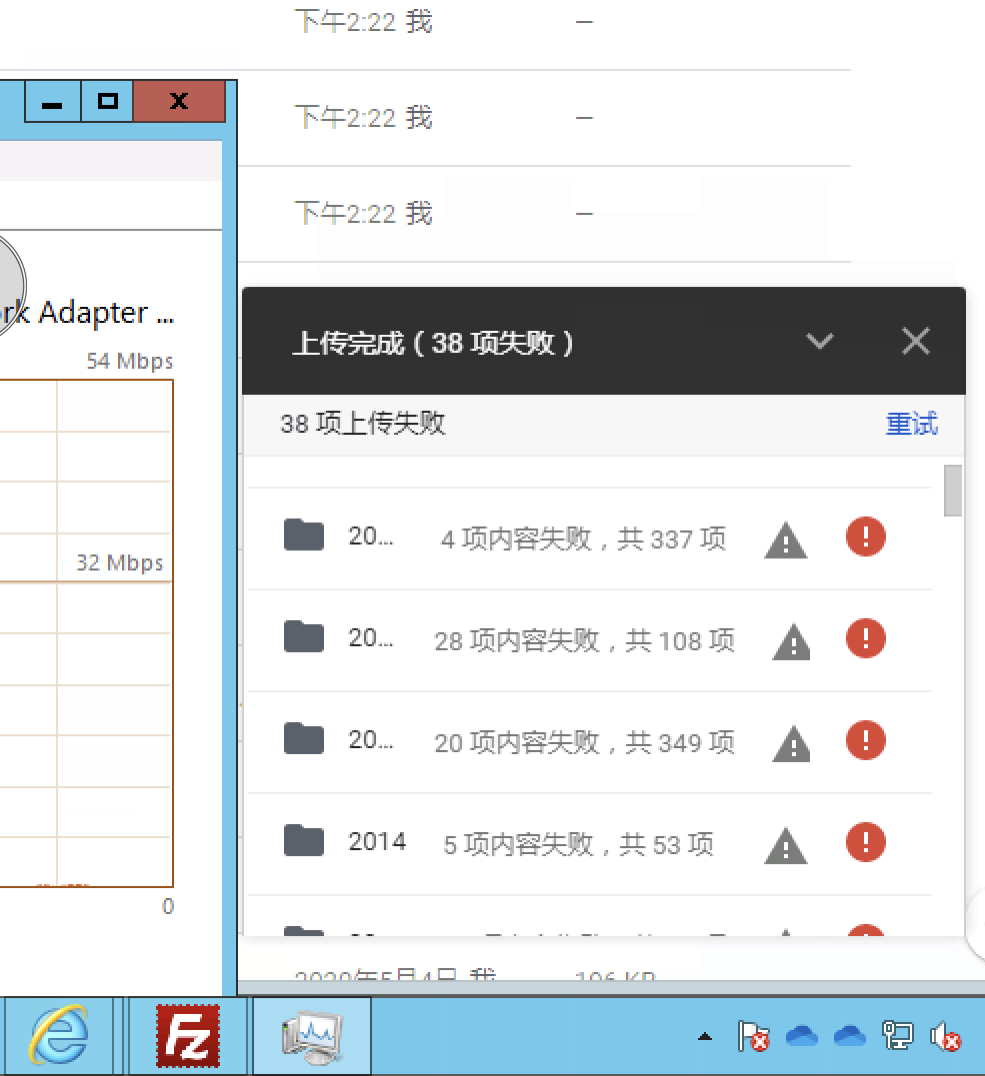 下午2:22 我 –
下午2:22 我 –
下午2:22 我 –
rk Adapter ...
54 Mbps
32 Mbps
0
上传完成（38 项失败）
38 项上传失败 重试
20... 4 项内容失败，共 337 项
20... 28 项内容失败，共 108 项
20... 20 项内容失败，共 349 项
2014 5 项内容失败，共 53 项
2020年5月4日 我 106 KB